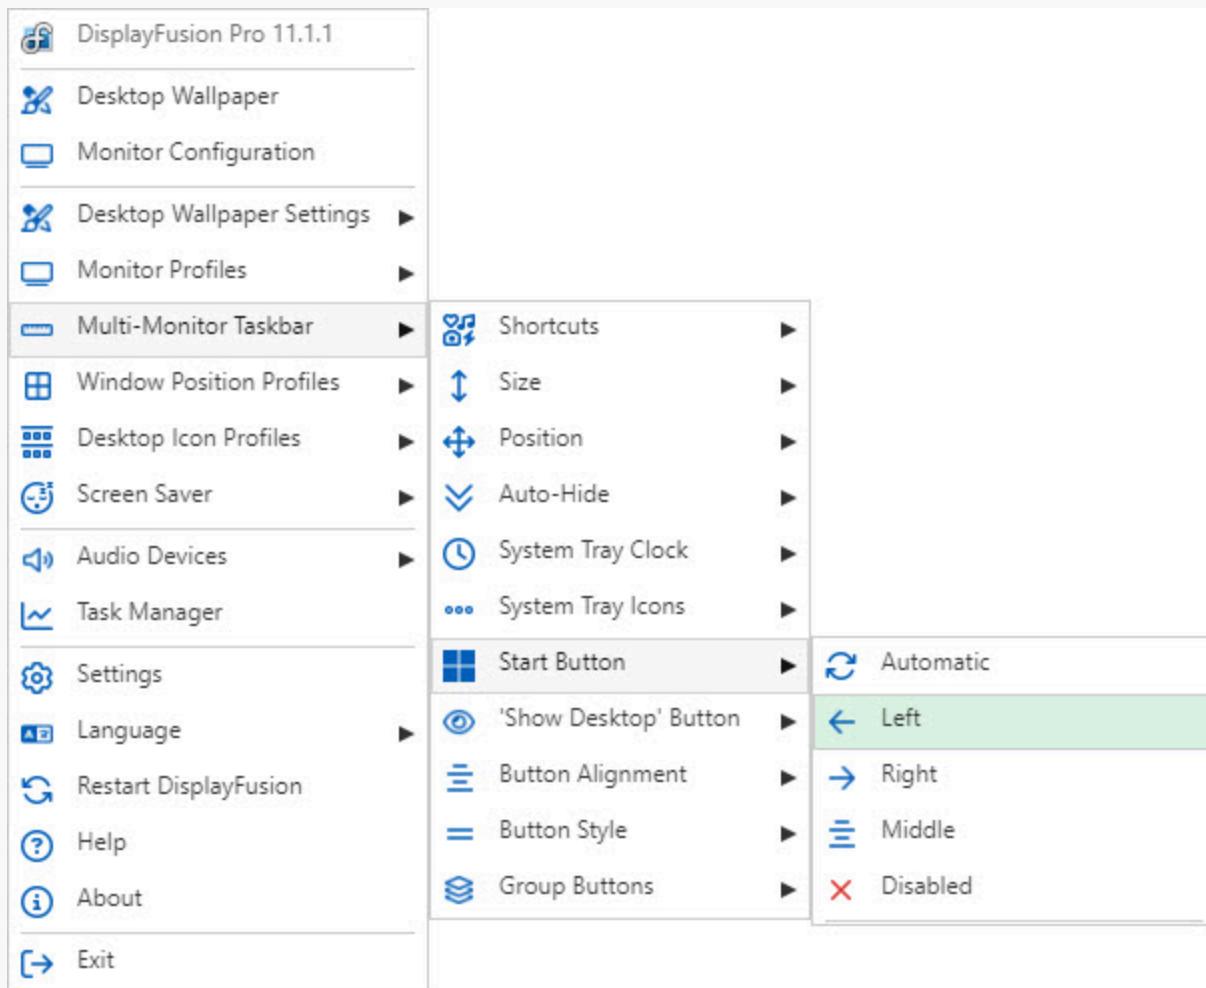 DisplayFusion Pro 11.1.1
Desktop Wallpaper
Monitor Configuration
Desktop Wallpaper Settings
Monitor Profiles
Multi-Monitor Taskbar
Window Position Profiles
Desktop Icon Profiles
Screen Saver
Audio Devices
Task Manager
Settings
Language
Restart DisplayFusion
Help
About
Exit
Shortcuts
Size
Position
Auto-Hide
System Tray Clock
System Tray Icons
Start Button
'Show Desktop' Button
Button Alignment
Button Style
Group Buttons
Automatic
Left
Right
Middle
Disabled